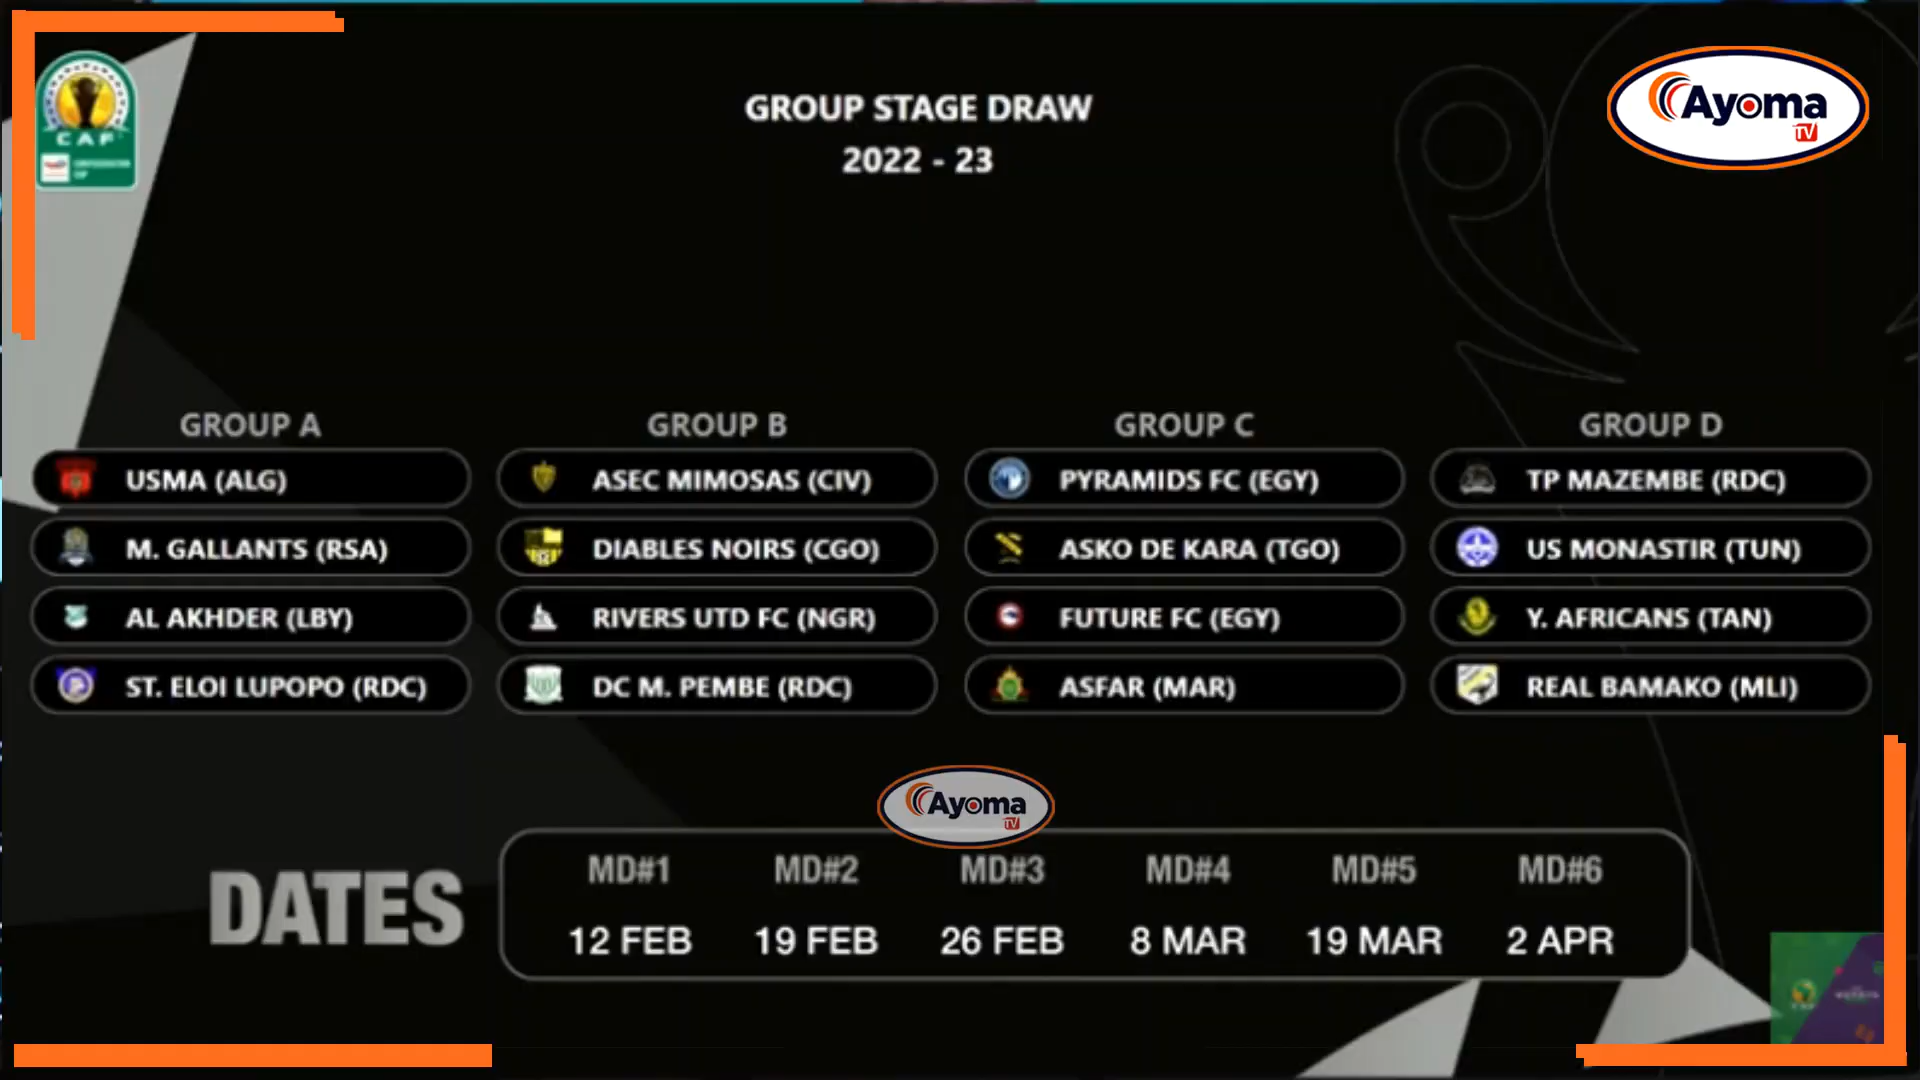 CAF
CONFEDERATION
CUP
Ayoma
TV
GROUP STAGE DRAW
2022 - 23
GROUP A
USMA (ALG)
M. GALLANTS (RSA)
AL AKHDER (LBY)
ST. ELOI LUPOPO (RDC)
GROUP B
ASEC MIMOSAS (CIV)
DIABLES NOIRS (CGO)
RIVERS UTD FC (NGR)
DC M. PEMBE (RDC)
GROUP C
PYRAMIDS FC (EGY)
ASKO DE KARA (TGO)
FUTURE FC (EGY)
ASFAR (MAR)
GROUP D
TP MAZEMBE (RDC)
US MONASTIR (TUN)
Y. AFRICANS (TAN)
REAL BAMAKO (MLI)
Ayoma
TV
DATES
MD#1 MD#2 MD#3 MD#4 MD#5 MD#6
12 FEB 19 FEB 26 FEB 8 MAR 19 MAR 2 APR